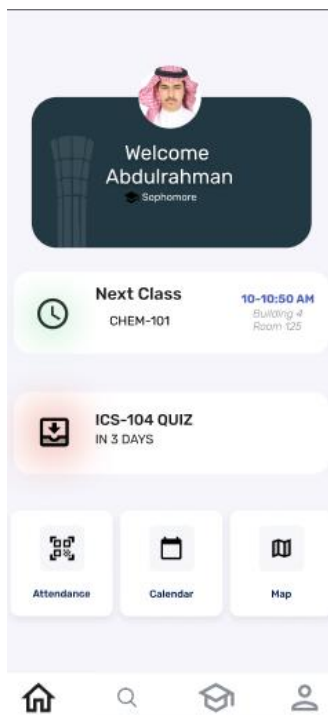 Welcome
Abdulrahman
Sophomore
Next Class
CHEM-101
10-10:50 AM
Building 4
Room 125
ICS-104 QUIZ
IN 3 DAYS
Attendance
Calendar
Map